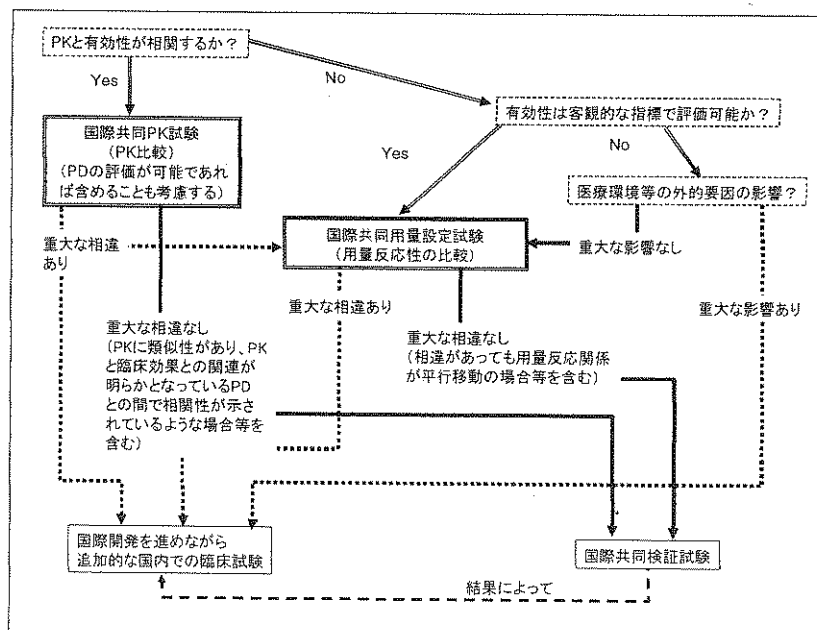 PKと有効性が相関するか？
Yes
No
有効性は客観的な指標で評価可能か？
国際共同PK試験
（PK比較）
（PDの評価が可能であれ
ば含めることも考慮する）
Yes
No
医療環境等の外的要因の影響？
重大な相違
あり
国際共同用量設定試験
（用量反応性の比較）
重大な影響なし
重大な相違あり
重大な影響あり
重大な相違なし
（PKに類似性があり、PK
と臨床効果との関連が
明らかとなっているPD
との間で相関性が示さ
れているような場合等を
含む）
重大な相違なし
（相違があっても用量反応関係
が平行移動の場合等を含む）
国際開発を進めながら
追加的な国内での臨床試験
国際共同検証試験
結果によって